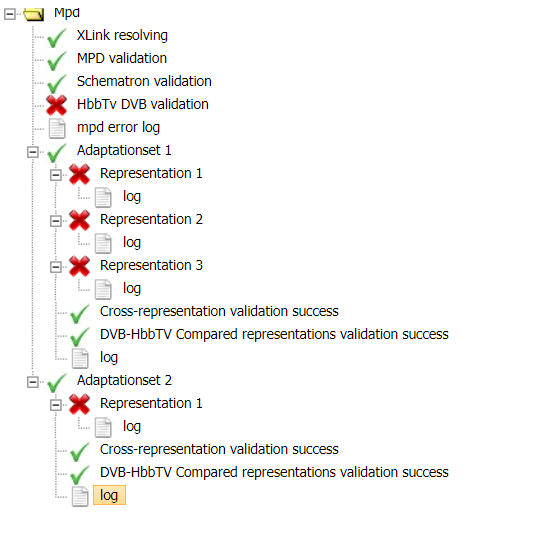 Mpd
XLink resolving
MPD validation
Schematron validation
HbbTv DVB validation
mpd error log
Adaptationset 1
Representation 1
log
Representation 2
log
Representation 3
log
Cross-representation validation success
DVB-HbbTV Compared representations validation success
log
Adaptationset 2
Representation 1
log
Cross-representation validation success
DVB-HbbTV Compared representations validation success
log